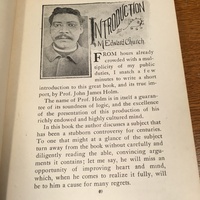 INTRODUCTION
M. Edward Church
FROM hours already
crowded with a
multiplicity of my public
duties, I snatch a few
minutes to write a short
introduction to this great book, and its true im-
port, by Prof. John James Holm.
The name of Prof. Holm is in itself a guaran-
tee of its soundness of logic, and the excellence
of the presentation of this production of his
richly endowed and highly cultured mind.
In this book the author discusses a subject that
has been a stubborn controversy for centuries.
To one that might at a glance of the subject
turn away from the book without carefully and
diligently reading the able, convincing argu-
ments it contains; let me say, he will miss an
opportunity of improving heart and mind,
which, when he comes to realize it fully, will
be to him a cause for many regrets.